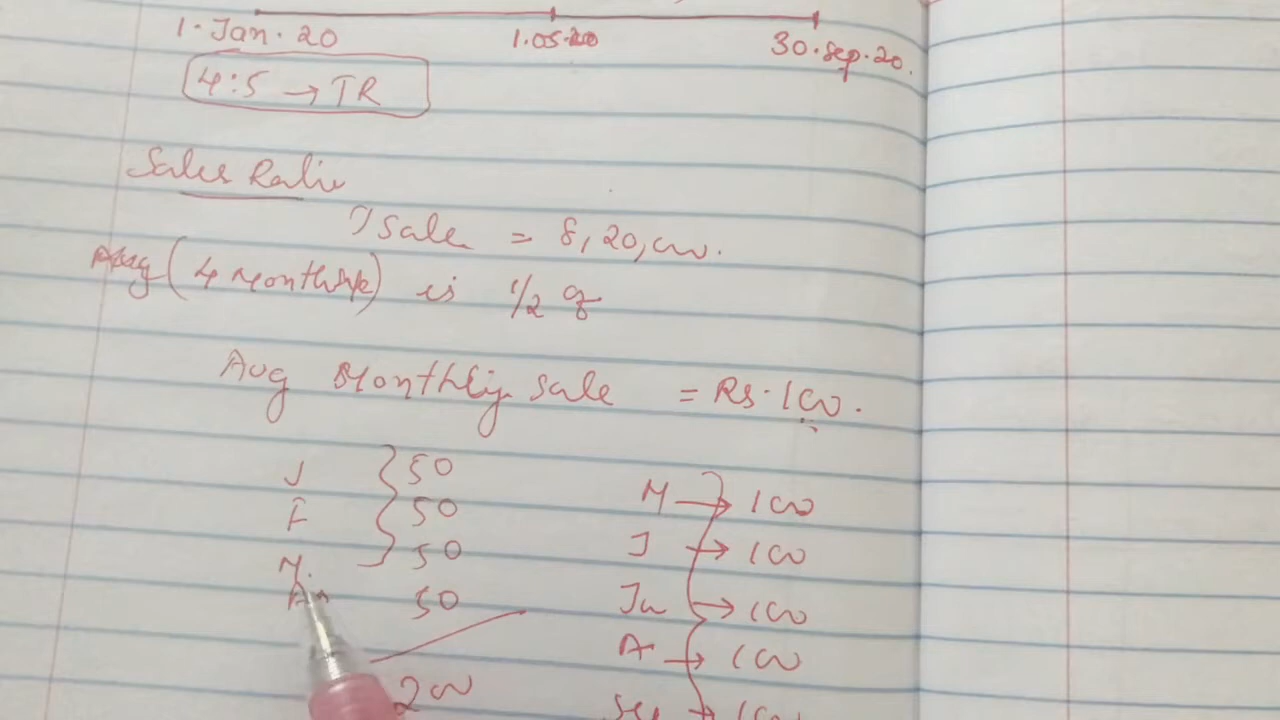 1. Jan. 20 1.05.20 30. Sep. 20.
4:5 → TR
Sales Ratio
Sale = 8,20,000.
Avg (4 months) is 1/2 of
Avg Monthly Sale = Rs. 100.
J 50 M → 100
F 50 J → 100
M. 50 Ju → 100
A 50 A → 100
200 Sep → 100